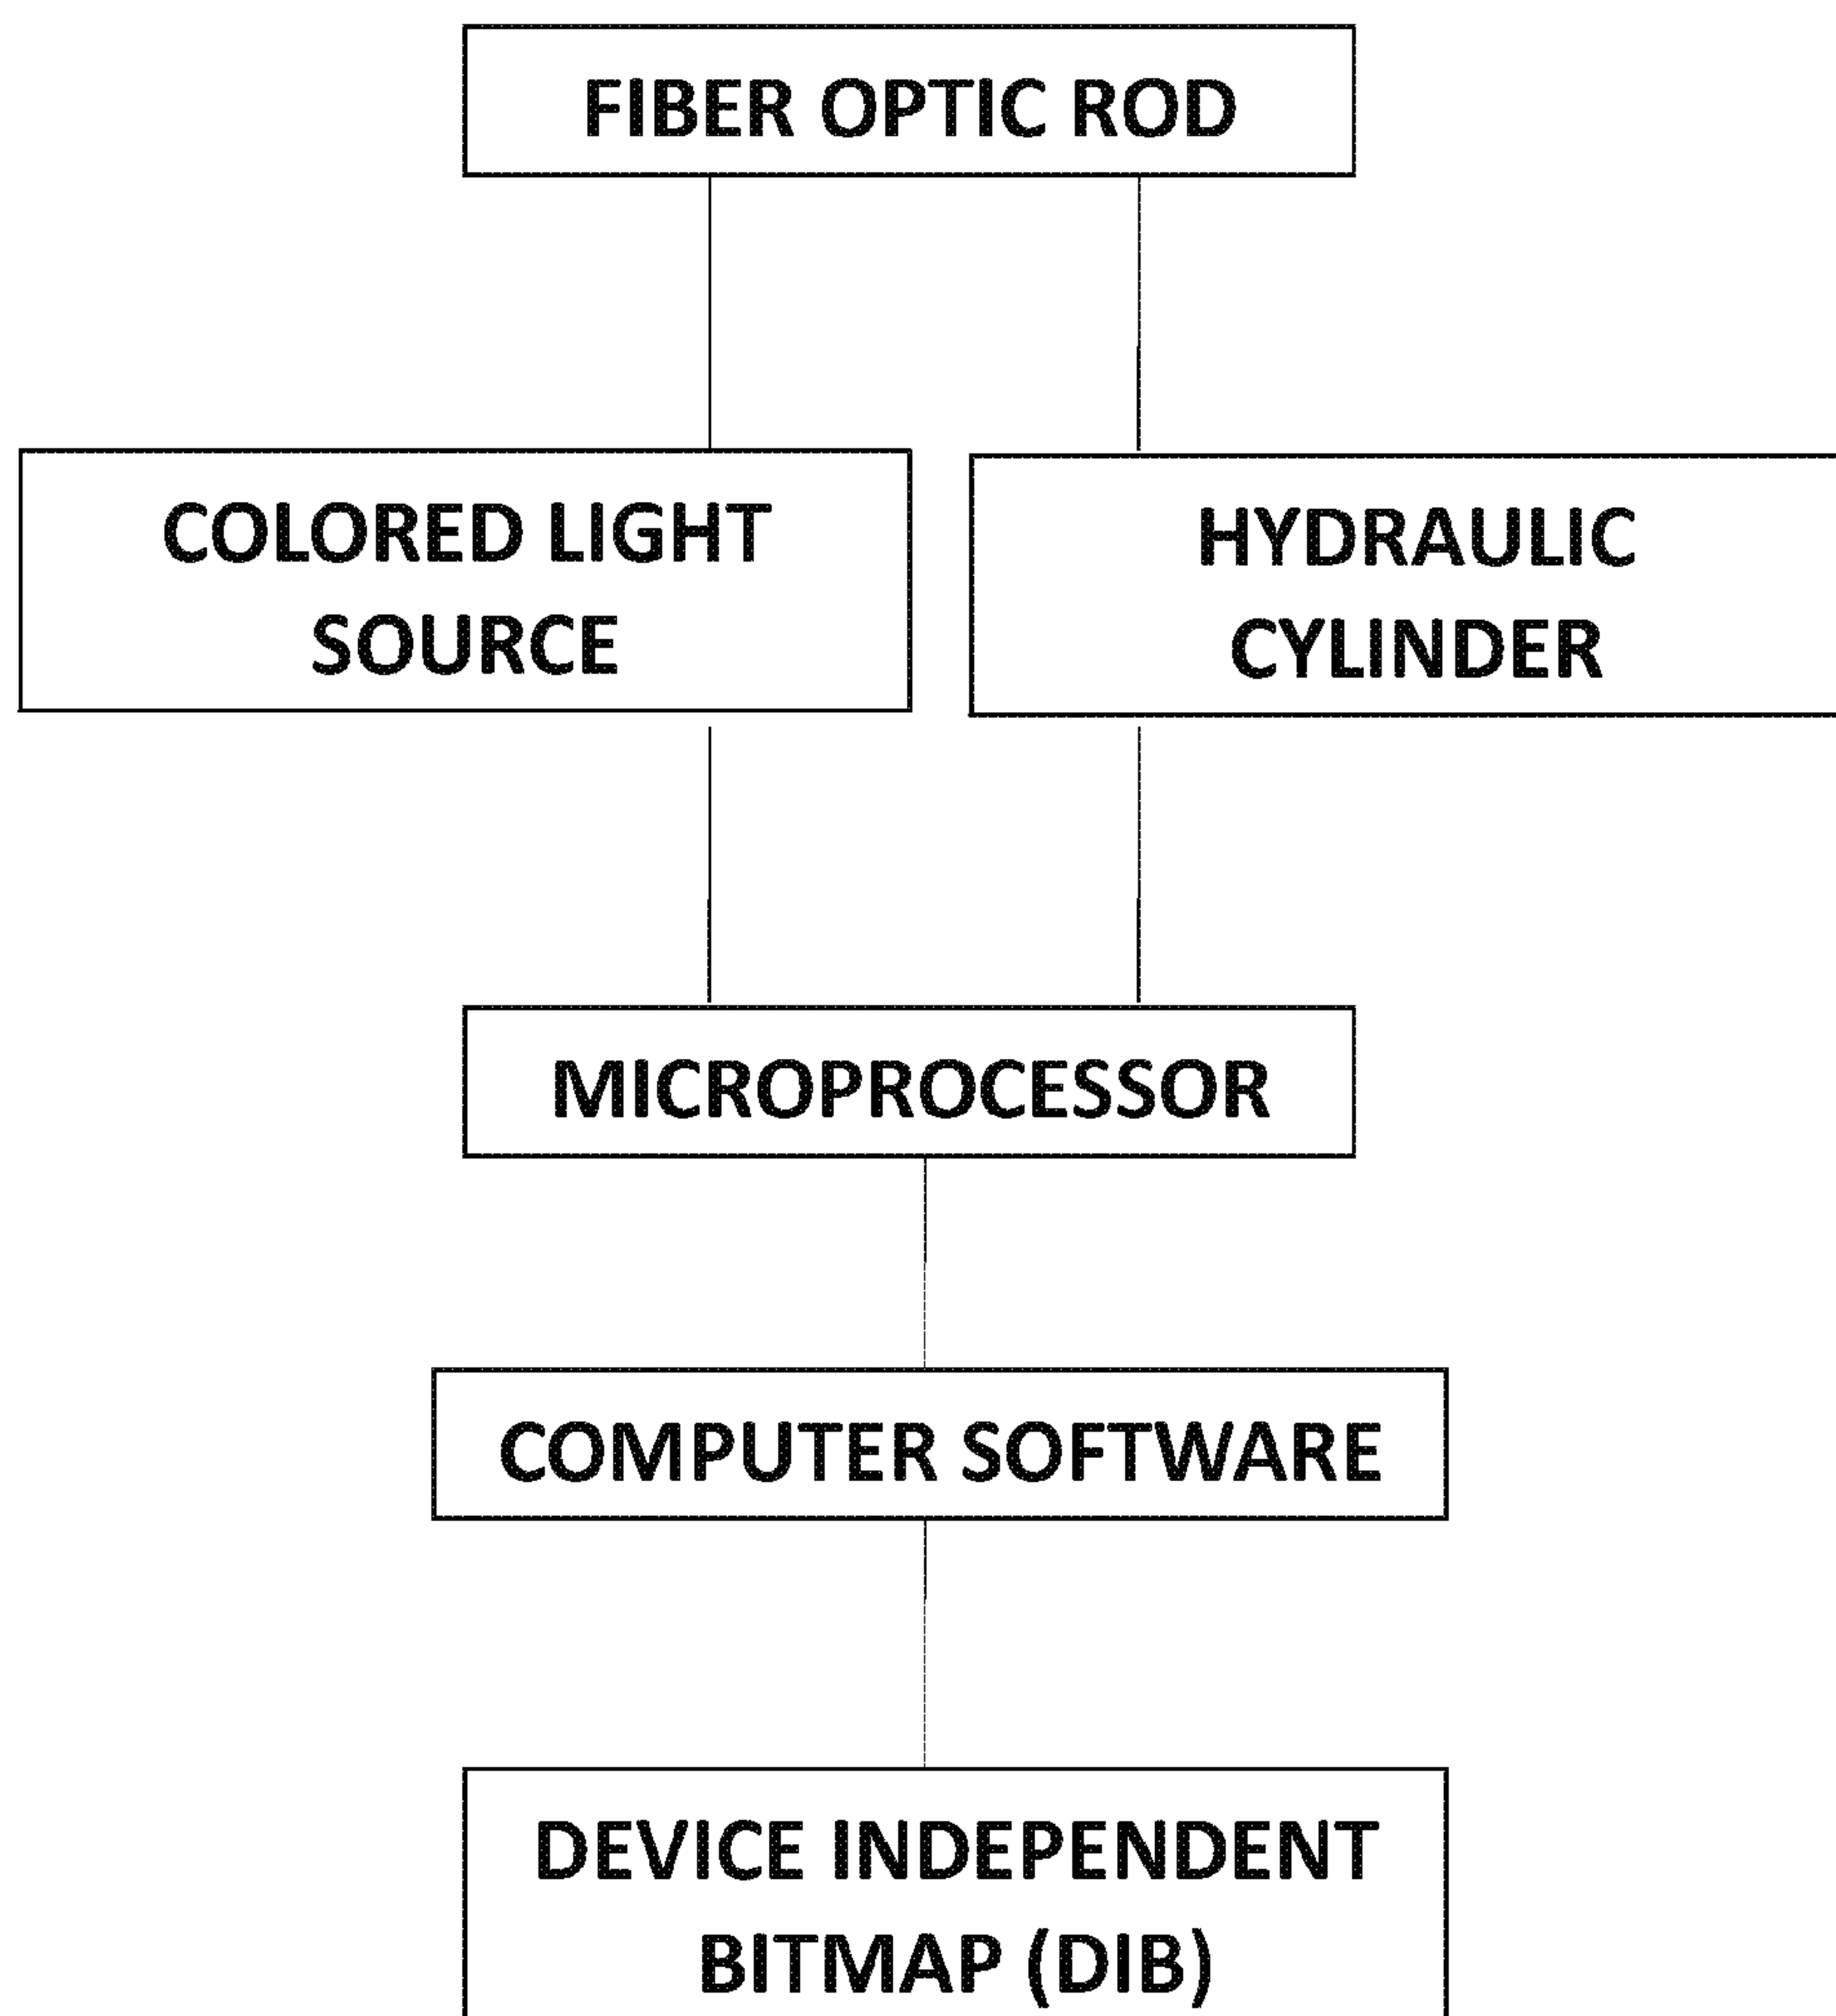 FIBER OPTIC ROD
COLORED LIGHT
SOURCE
HYDRAULIC
CYLINDER
MICROPROCESSOR
COMPUTER SOFTWARE
DEVICE INDEPENDENT
BITMAP (DIB)